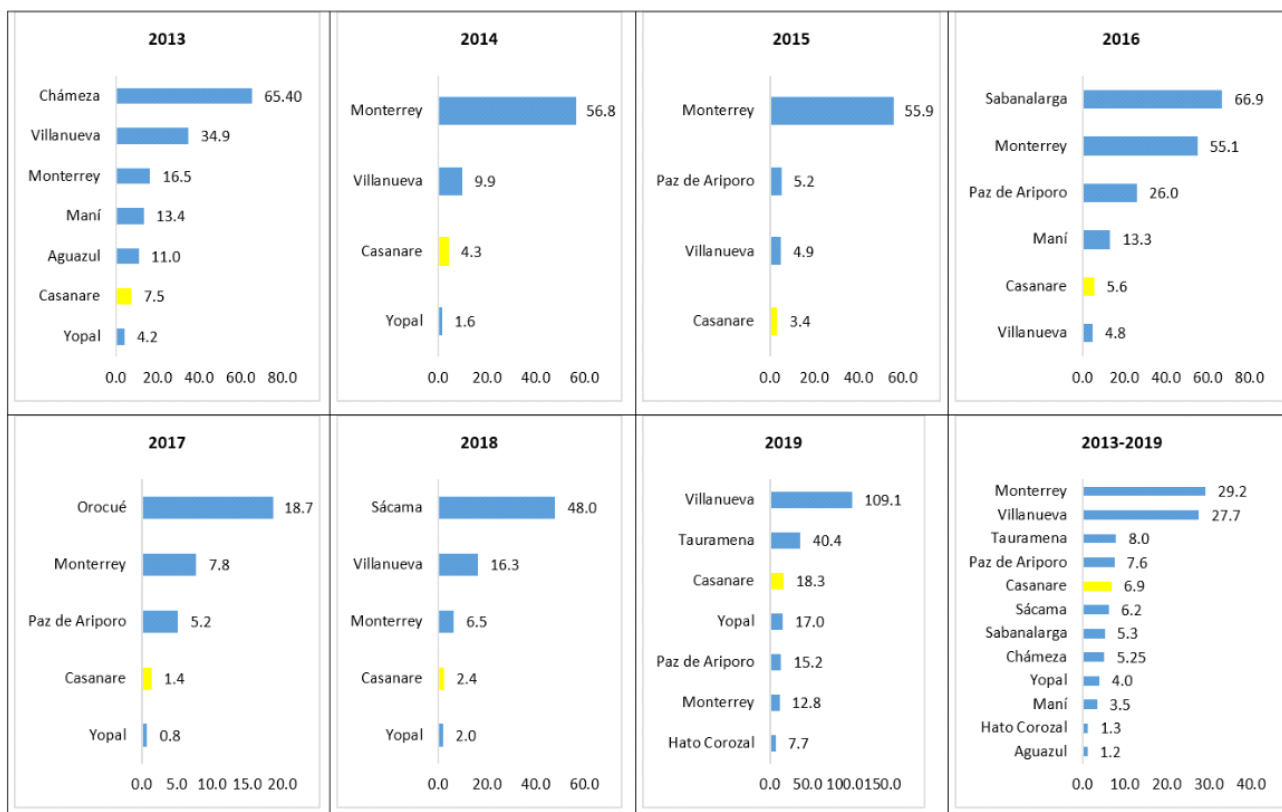 2013
Chámeza 65.40
Villanueva 34.9
Monterrey 16.5
Maní 13.4
Aguazul 11.0
Casanare 7.5
Yopal 4.2
0.0 20.0 40.0 60.0 80.0
2014
Monterrey 56.8
Villanueva 9.9
Casanare 4.3
Yopal 1.6
0.0 20.0 40.0 60.0
2015
Monterrey 55.9
Paz de Ariporo 5.2
Villanueva 4.9
Casanare 3.4
0.0 20.0 40.0 60.0
2016
Sabanalarga 66.9
Monterrey 55.1
Paz de Ariporo 26.0
Maní 13.3
Casanare 5.6
Villanueva 4.8
0.0 20.0 40.0 60.0 80.0
2017
Orocué 18.7
Monterrey 7.8
Paz de Ariporo 5.2
Casanare 1.4
Yopal 0.8
0.0 5.0 10.0 15.0 20.0
2018
Sácama 48.0
Villanueva 16.3
Monterrey 6.5
Casanare 2.4
Yopal 2.0
0.0 20.0 40.0 60.0
2019
Villanueva 109.1
Tauramena 40.4
Casanare 18.3
Yopal 17.0
Paz de Ariporo 15.2
Monterrey 12.8
Hato Corozal 7.7
0.0 50.0 100.0 150.0
2013-2019
Monterrey 29.2
Villanueva 27.7
Tauramena 8.0
Paz de Ariporo 7.6
Casanare 6.9
Sácama 6.2
Sabanalarga 5.3
Chámeza 5.25
Yopal 4.0
Maní 3.5
Hato Corozal 1.3
Aguazul 1.2
0.0 10.0 20.0 30.0 40.0